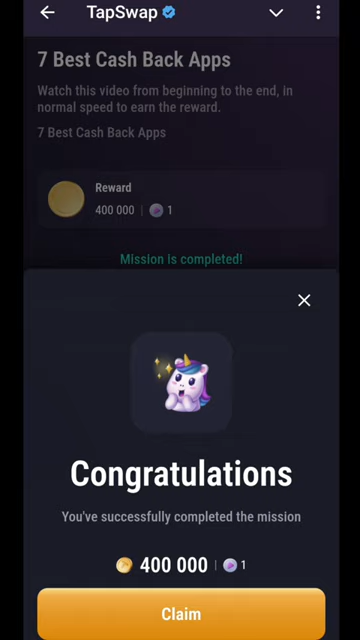 TapSwap
7 Best Cash Back Apps
Watch this video from beginning to the end, in
normal speed to earn the reward.
7 Best Cash Back Apps
Reward
400 000 | 1
Mission is completed!
Congratulations
You've successfully completed the mission
400 000 | 1
Claim